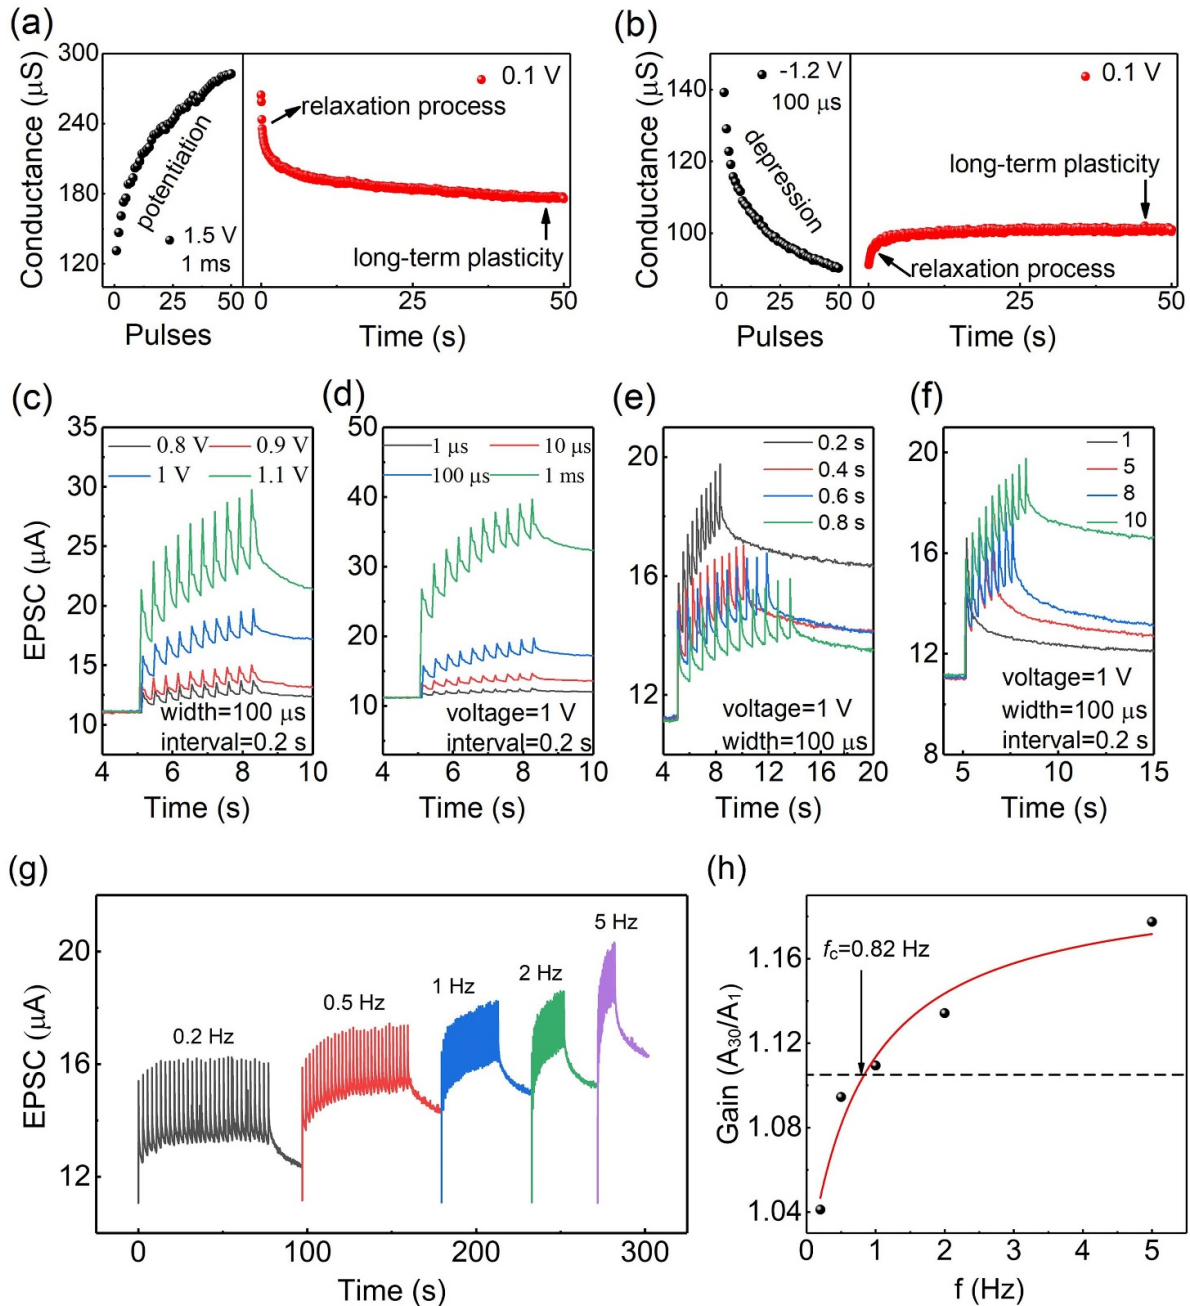 (a)
300
240
180
120
Conductance (μS)
potentiation
1.5 V
1 ms
0 25 50
Pulses
0.1 V
relaxation process
long-term plasticity
0 25 50
Time (s)
(b)
140
120
100
Conductance (μS)
-1.2 V
100 μs
depression
0 25 50
Pulses
0.1 V
long-term plasticity
relaxation process
0 25 50
Time (s)
(c)
35
30
25
20
15
10
EPSC (μA)
0.8 V 0.9 V
1 V 1.1 V
width=100 μs
interval=0.2 s
4 6 8 10
Time (s)
(d)
50
40
30
20
10
1 μs 10 μs
100 μs 1 ms
voltage=1 V
interval=0.2 s
4 6 8 10
Time (s)
(e)
20
16
12
0.2 s
0.4 s
0.6 s
0.8 s
voltage=1 V
width=100 μs
4 8 12 16 20
Time (s)
(f)
20
16
12
8
1
5
8
10
voltage=1 V
width=100 μs
interval=0.2 s
5 10 15
Time (s)
(g)
20
16
12
EPSC (μA)
0.2 Hz
0.5 Hz
1 Hz
2 Hz
5 Hz
0 100 200 300
Time (s)
(h)
1.16
1.12
1.08
1.04
Gain (A30/A1)
fc=0.82 Hz
0 1 2 3 4 5
f (Hz)